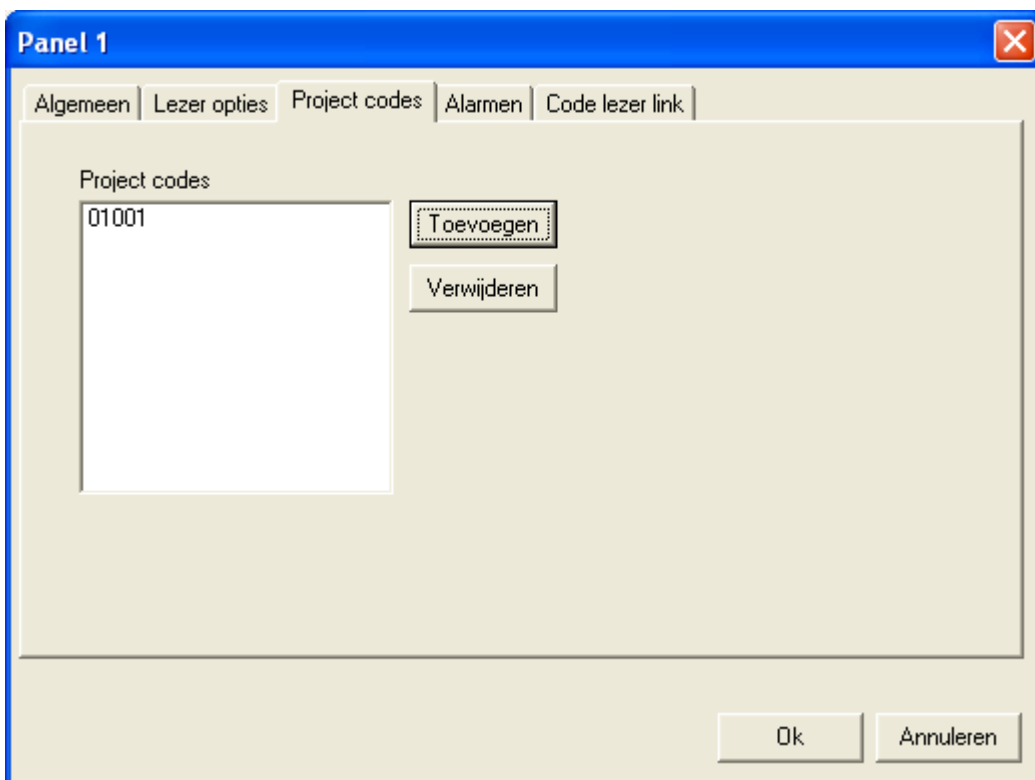 Panel 1
Algemeen Lezer opties Project codes Alarmen Code lezer link
Project codes
01001
Toevoegen
Verwijderen
Ok Annuleren